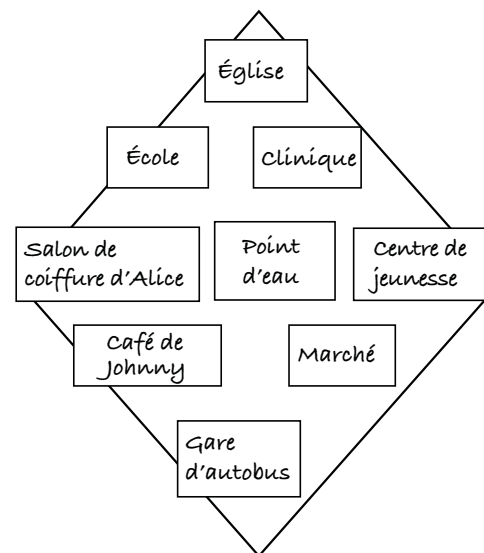 Église
École
Clinique
Salon de
coiffure d'Alice
Point
d'eau
Centre de
jeunesse
Café de
Johnny
Marché
Gare
d'autobus